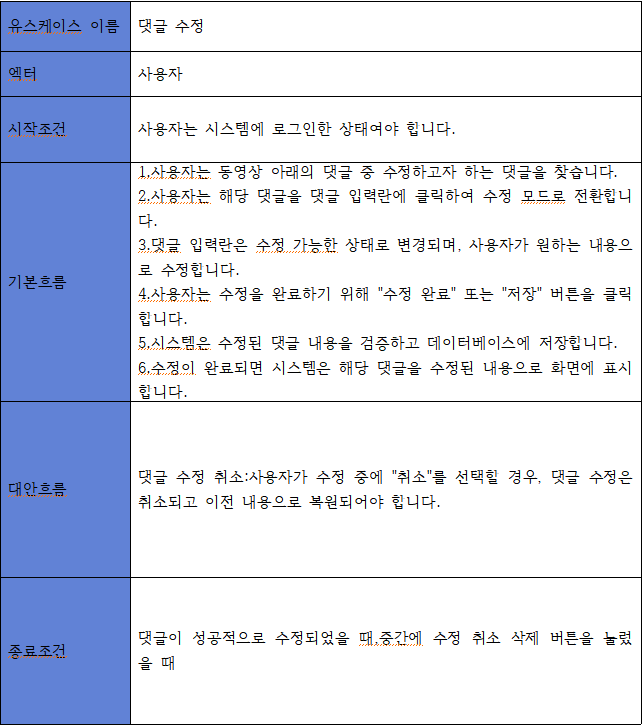 유스케이스 이름
댓글 수정
엑터
사용자
시작조건
사용자는 시스템에 로그인한 상태여야 합니다.
기본흐름
1.사용자는 동영상 아래의 댓글 중 수정하고자 하는 댓글을 찾습니다.
2.사용자는 해당 댓글을 댓글 입력란에 클릭하여 수정 모드로 전환합니
다.
3.댓글 입력란은 수정 가능한 상태로 변경되며, 사용자가 원하는 내용으
로 수정합니다.
4.사용자는 수정을 완료하기 위해 "수정 완료" 또는 "저장" 버튼을 클릭
합니다.
5.시스템은 수정된 댓글 내용을 검증하고 데이터베이스에 저장합니다.
6.수정이 완료되면 시스템은 해당 댓글을 수정된 내용으로 화면에 표시
합니다.
대안흐름
댓글 수정 취소:사용자가 수정 중에 "취소"를 선택할 경우, 댓글 수정은
취소되고 이전 내용으로 복원되어야 합니다.
종료조건
댓글이 성공적으로 수정되었을 때,중간에 수정 취소 삭제 버튼을 눌렀
을 때